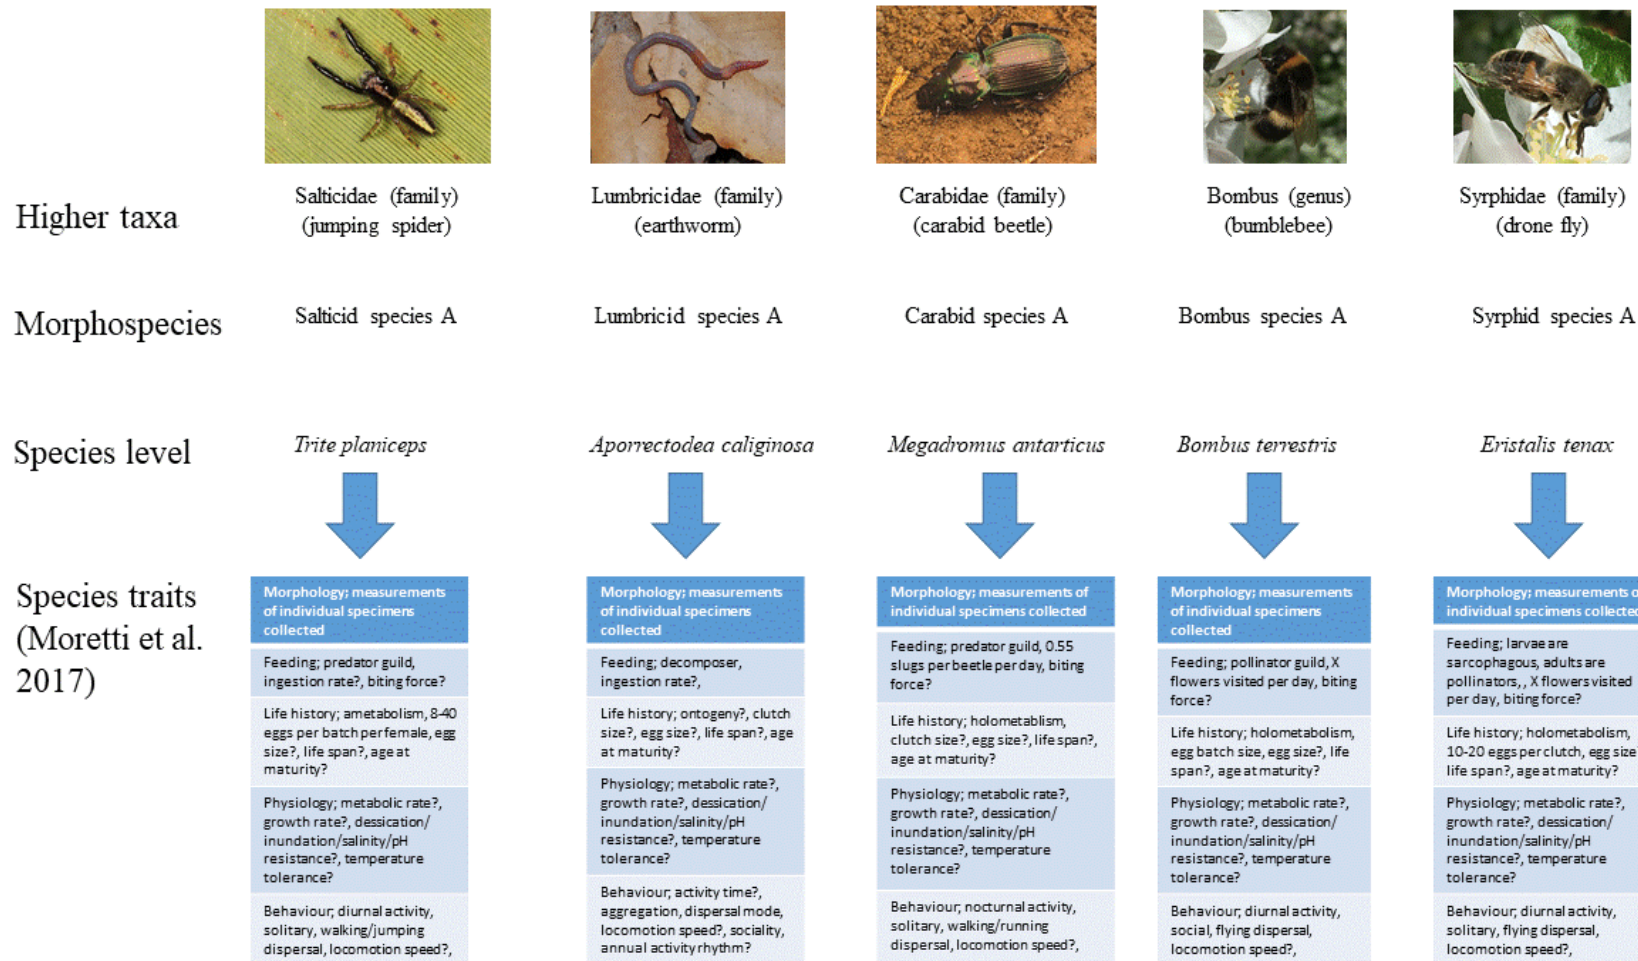 Higher taxa
Salticidae (family)
(jumping spider)
Lumbricidae (family)
(earthworm)
Carabidae (family)
(carabid beetle)
Bombus (genus)
(bumblebee)
Syrphidae (family)
(drone fly)
Morphospecies
Salticid species A
Lumbricid species A
Carabid species A
Bombus species A
Syrphid species A
Species level
Trite planiceps
Aporrectodea caliginosa
Megadromus antarticus
Bombus terrestris
Eristalis tenax
Species traits
(Moretti et al.
2017)
Morphology; measurements
of individual specimens
collected
Feeding; predator guild,
ingestion rate?, biting force?
Life history; ametabolism, 8-40
eggs per batch per female, egg
size?, life span?, age at
maturity?
Physiology; metabolic rate?,
growth rate?, dessication/
inundation/salinity/pH
resistance?, temperature
tolerance?
Behaviour; diurnal activity,
solitary, walking/jumping
dispersal, locomotion speed?,
Morphology; measurements
of individual specimens
collected
Feeding; decomposer,
ingestion rate?,
Life history; ontogeny?, clutch
size?, egg size?, life span?, age
at maturity?
Physiology; metabolic rate?,
growth rate?, dessication/
inundation/salinity/pH
resistance?, temperature
tolerance?
Behaviour; activity time?,
aggregation, dispersal mode,
locomotion speed?, sociality,
annual activity rhythm?
Morphology; measurements of
individual specimens collected
Feeding; predator guild, 0.55
slugs per beetle per day, biting
force?
Life history; holometablism,
clutch size?, egg size?, life span?,
age at maturity?
Physiology; metabolic rate?,
growth rate?, dessication/
inundation/salinity/pH
resistance?, temperature
tolerance?
Behaviour; nocturnal activity,
solitary, walking/running
dispersal, locomotion speed?,
Morphology; measurements
of individual specimens
collected
Feeding; pollinator guild, X
flowers visited per day, biting
force?
Life history; holometabolism,
egg batch size, egg size?, life
span?, age at maturity?
Physiology; metabolic rate?,
growth rate?, dessication/
inundation/salinity/pH
resistance?, temperature
tolerance?
Behaviour; diurnal activity,
social, flying dispersal,
locomotion speed?,
Morphology; measurements o
individual specimens collected
Feeding; larvae are
sarcophagous, adults are
pollinators,, X flowers visited
per day, biting force?
Life history; holometabolism,
10-20 eggs per clutch, egg size
life span?, age at maturity?
Physiology; metabolic rate?,
growth rate?, dessication/
inundation/salinity/pH
resistance?, temperature
tolerance?
Behaviour; diurnal activity,
solitary, flying dispersal,
locomotion speed?,